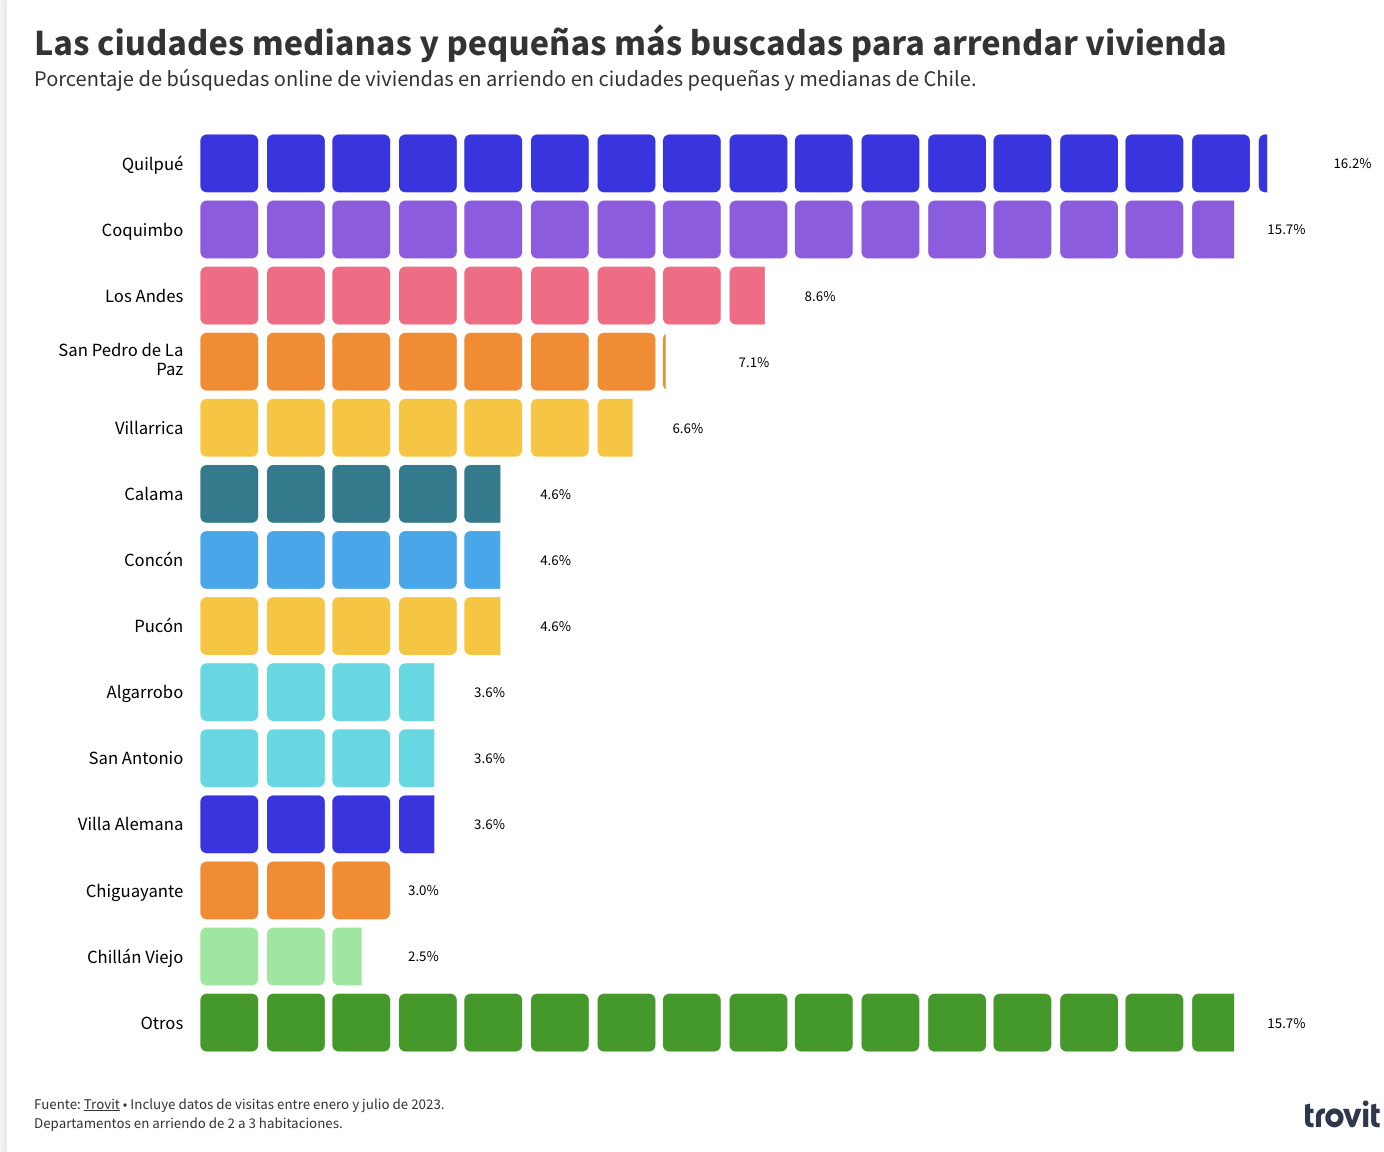 Las ciudades medianas y pequeñas más buscadas para arrendar vivienda
Porcentaje de búsquedas online de viviendas en arriendo en ciudades pequeñas y medianas de Chile.
Quilpué 16.2%
Coquimbo 15.7%
Los Andes 8.6%
San Pedro de La
Paz 7.1%
Villarrica 6.6%
Calama 4.6%
Concón 4.6%
Pucón 4.6%
Algarrobo 3.6%
San Antonio 3.6%
Villa Alemana 3.6%
Chiguayante 3.0%
Chillán Viejo 2.5%
Otros 15.7%
Fuente: Trovit • Incluye datos de visitas entre enero y julio de 2023.
Departamentos en arriendo de 2 a 3 habitaciones.
trovit